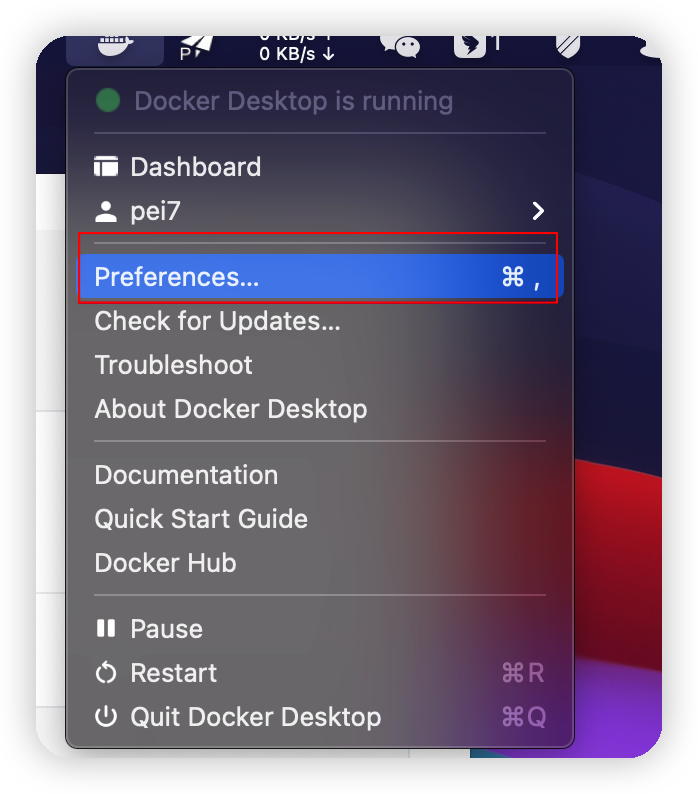 P
0 KB/s ↑
0 KB/s ↓
1
Docker Desktop is running
Dashboard
pei7
Preferences... ⌘ ,
Check for Updates...
Troubleshoot
About Docker Desktop
Documentation
Quick Start Guide
Docker Hub
Pause
Restart ⌘R
Quit Docker Desktop ⌘Q